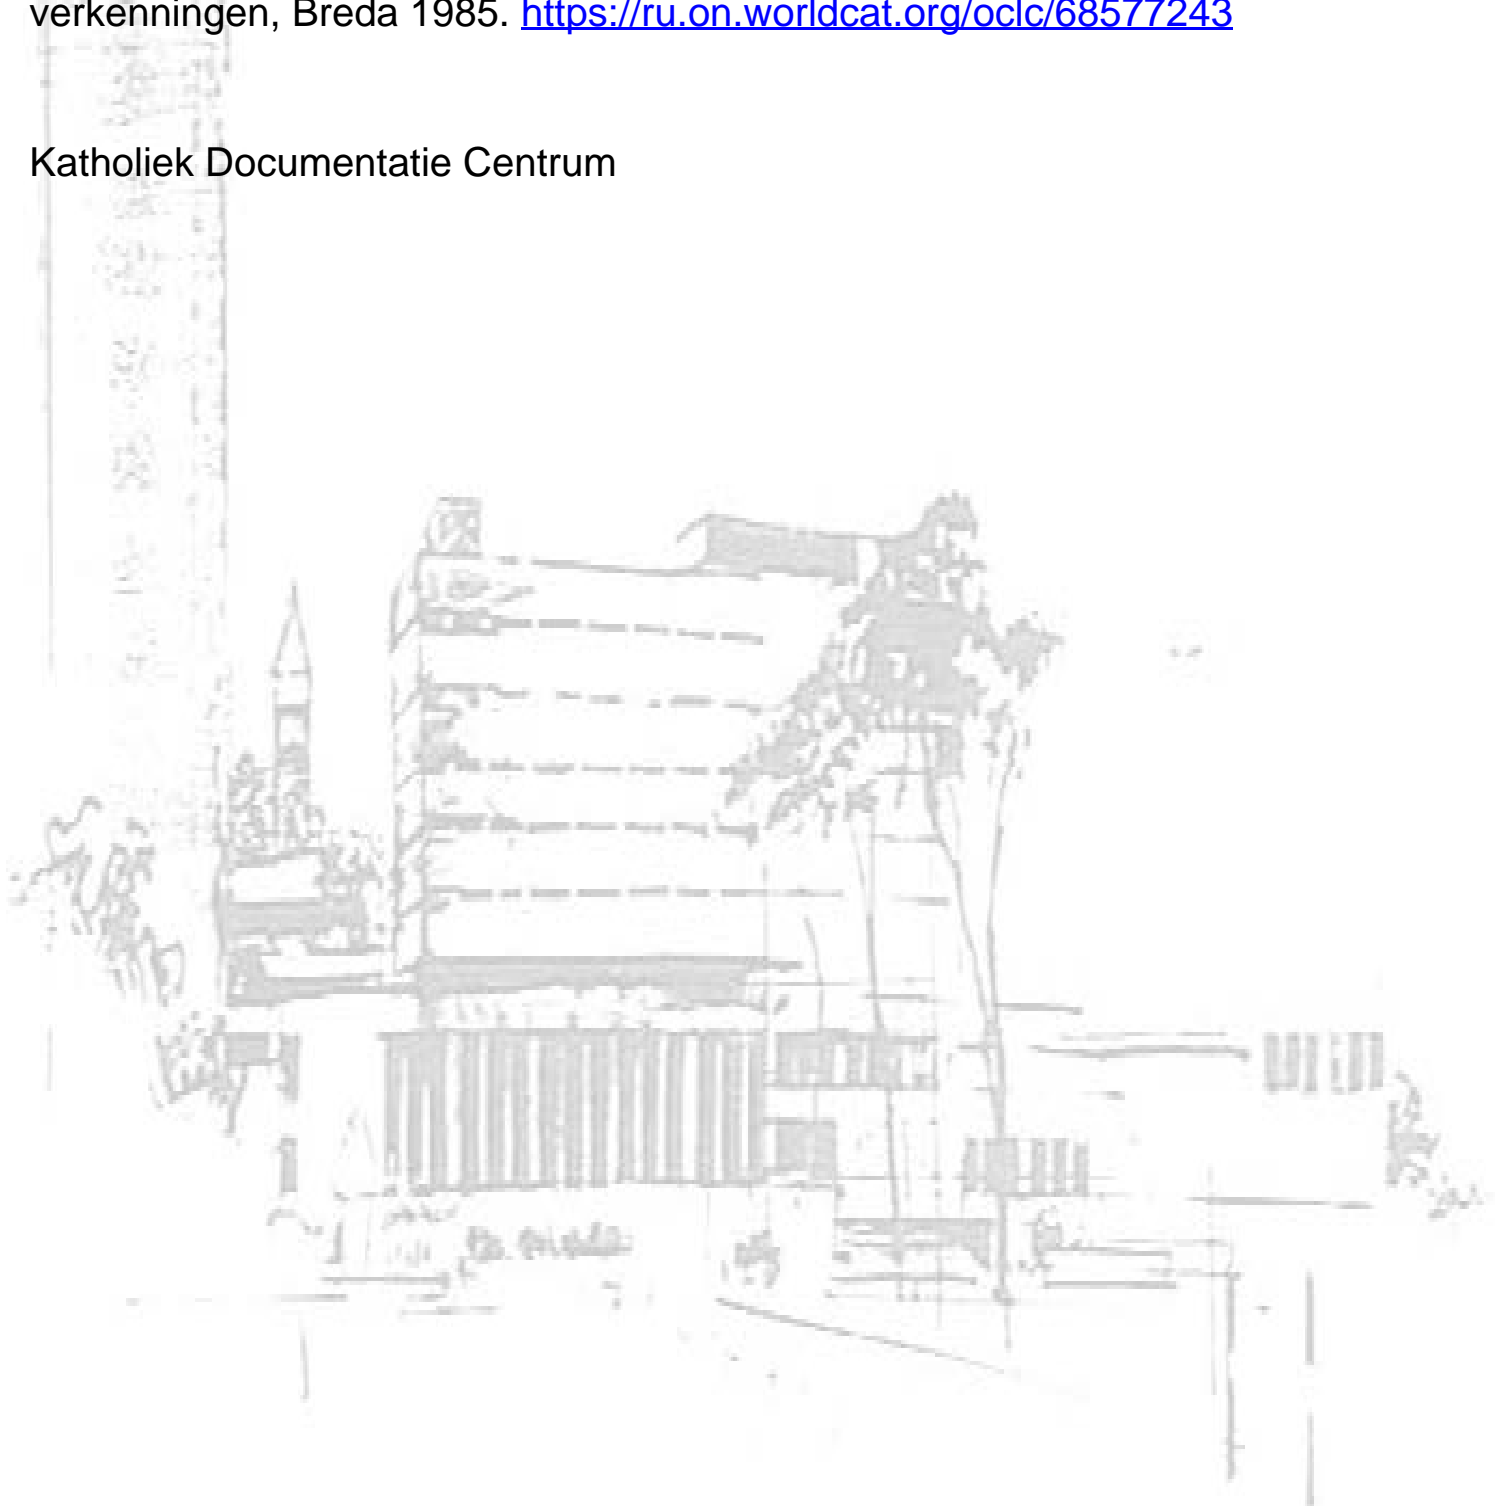 verkenningen, Breda 1985. https://ru.on.worldcat.org/oclc/68577243
Katholiek Documentatie Centrum